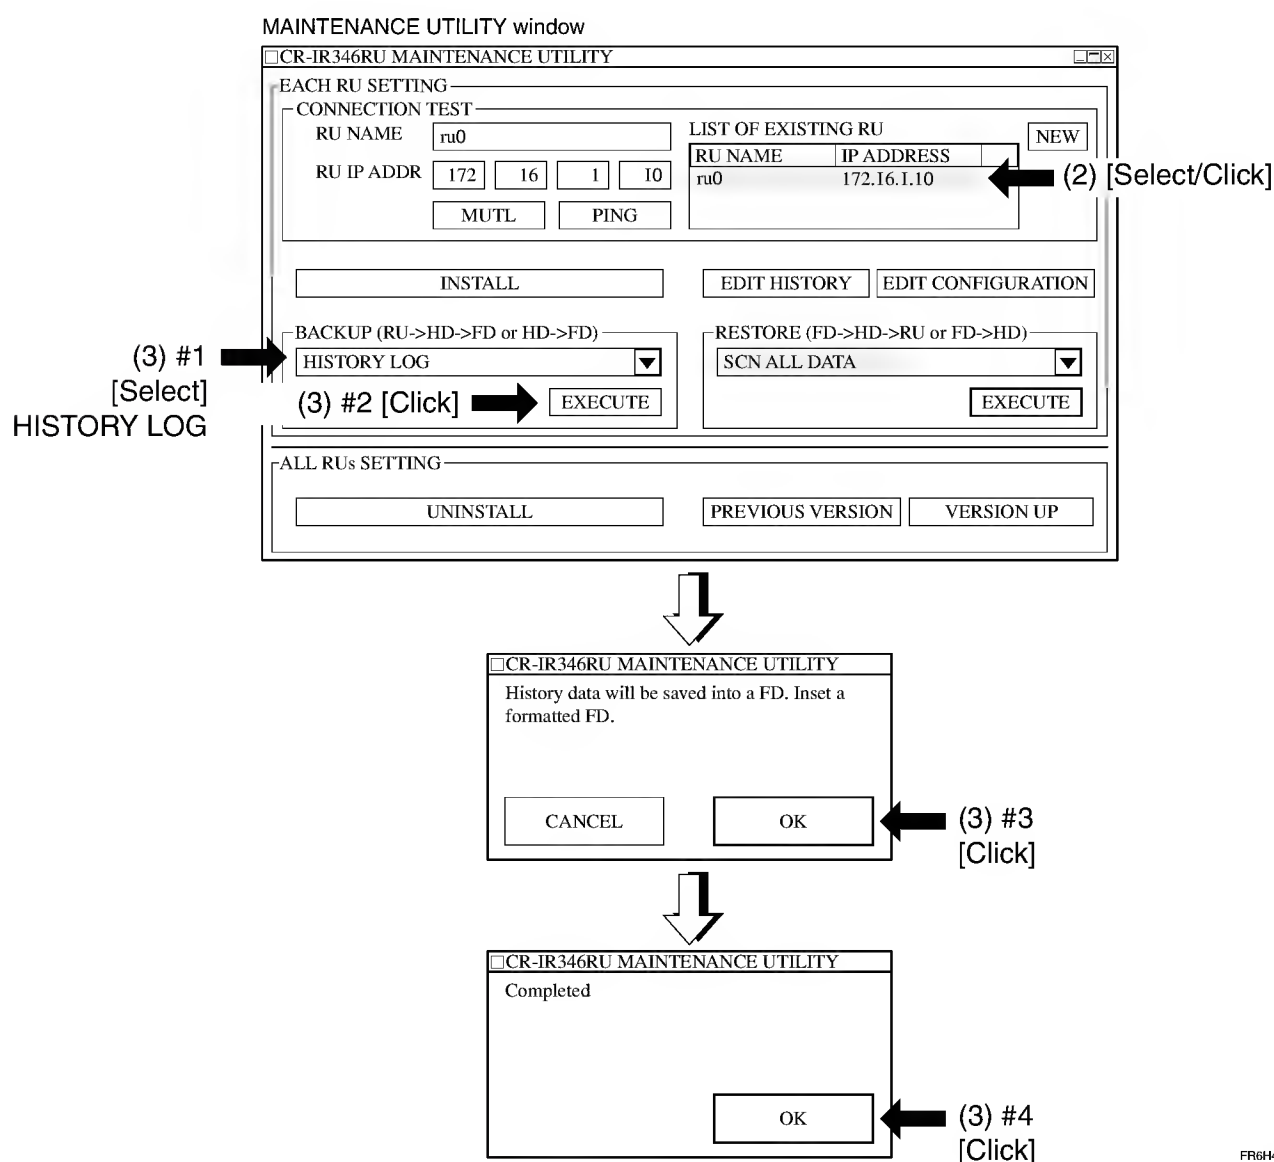 MAINTENANCE UTILITY window
CR-IR346RU MAINTENANCE UTILITY
EACH RU SETTING
CONNECTION TEST
RU NAME
ru0
RU IP ADDR
172 16 1 I0
MUTL PING
LIST OF EXISTING RU
NEW
RU NAME IP ADDRESS
ru0 172.I6.I.10
(2) [Select/Click]
INSTALL
EDIT HISTORY
EDIT CONFIGURATION
BACKUP (RU->HD->FD or HD->FD)
HISTORY LOG
EXECUTE
(3) #1
[Select]
HISTORY LOG
(3) #2 [Click]
RESTORE (FD->HD->RU or FD->HD)
SCN ALL DATA
EXECUTE
ALL RUs SETTING
UNINSTALL
PREVIOUS VERSION
VERSION UP
CR-IR346RU MAINTENANCE UTILITY
History data will be saved into a FD. Inset a
formatted FD.
CANCEL
OK
(3) #3
[Click]
CR-IR346RU MAINTENANCE UTILITY
Completed
OK
(3) #4
[Click]